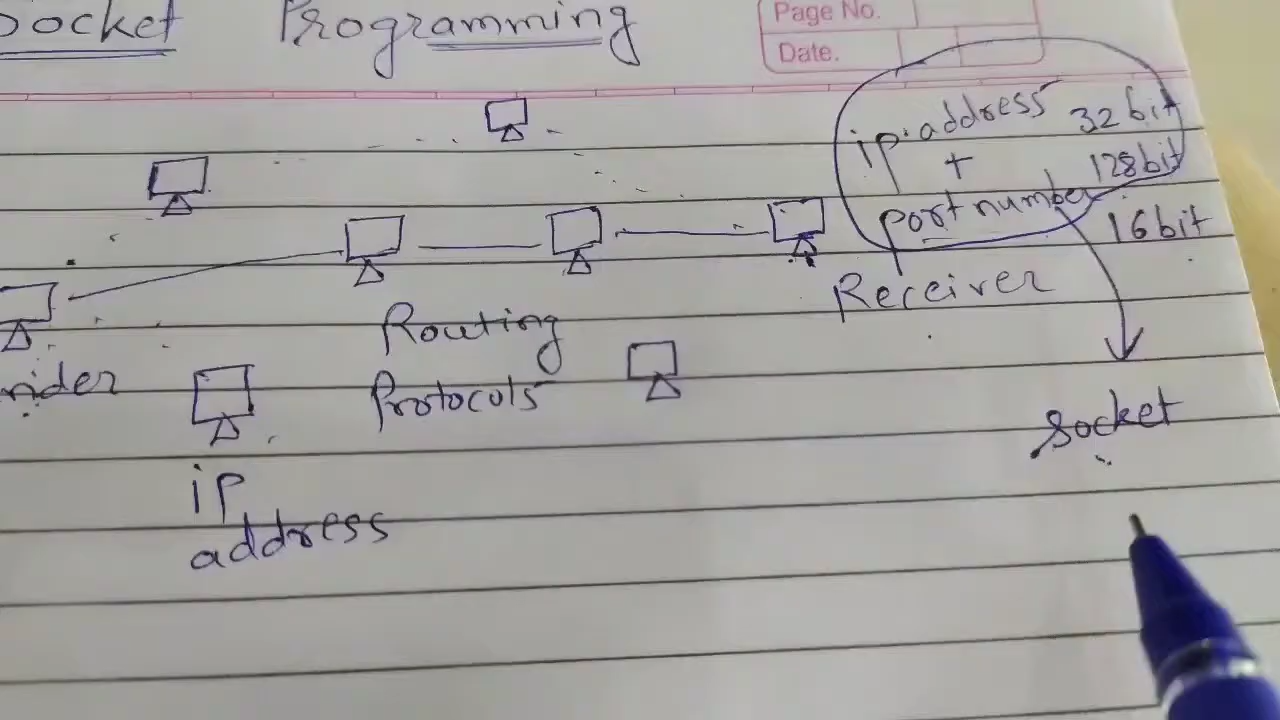 Socket Programming
Page No.
Date.
ip address 32 bit
+ 128 bit
port number 16 bit
Receiver
Routing
Protocols
socket
ip
address